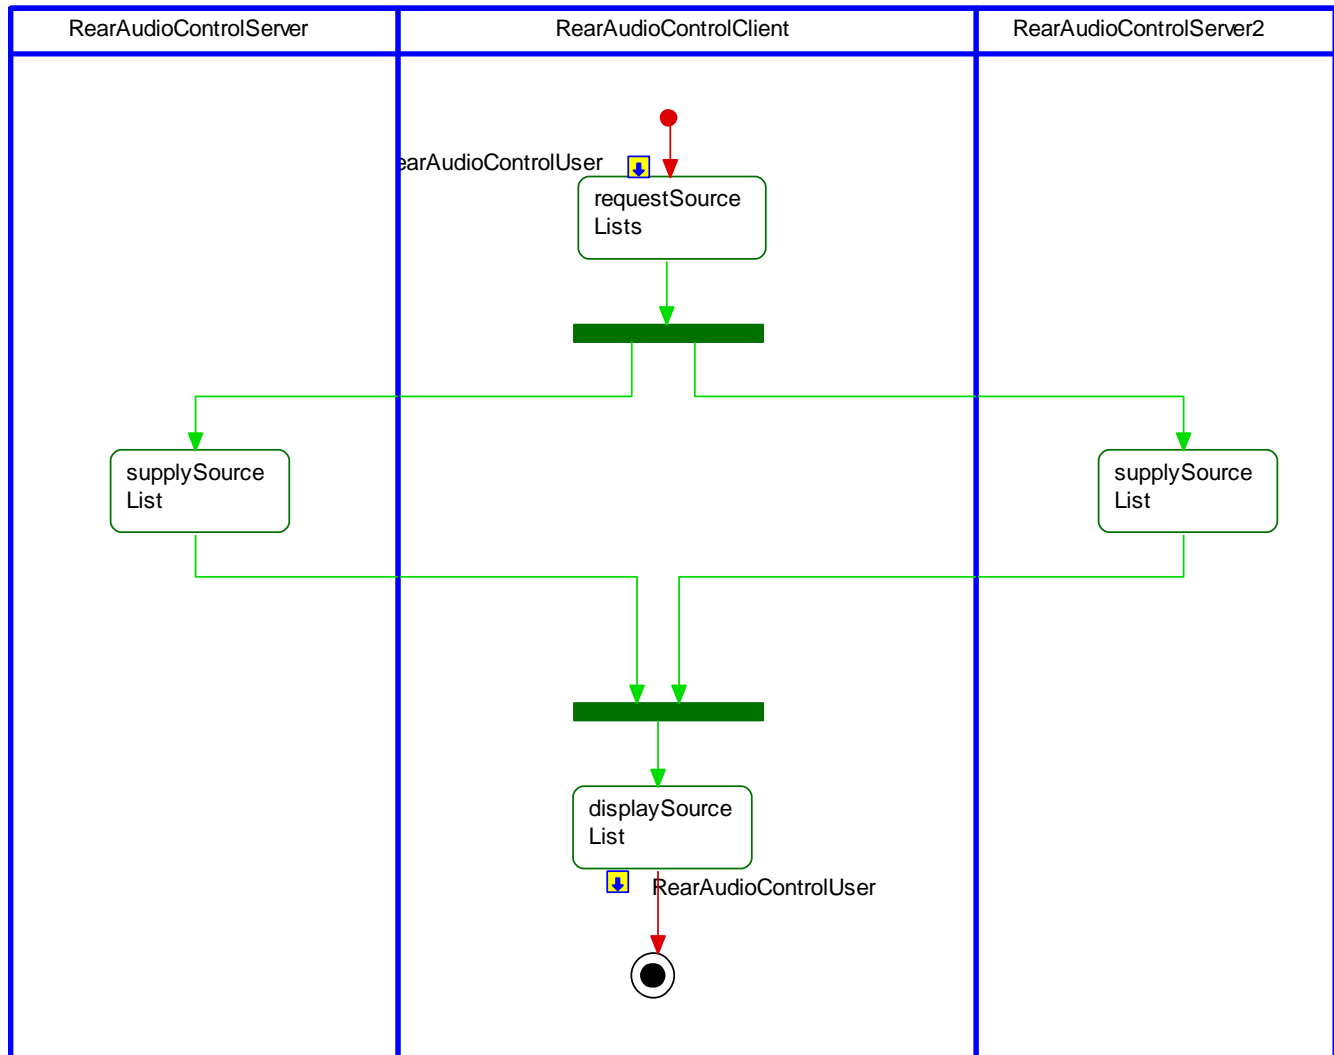 RearAudioControlServer
RearAudioControlClient
RearAudioControlServer2
earAudioControlUser
requestSource
Lists
supplySource
List
supplySource
List
displaySource
List
RearAudioControlUser